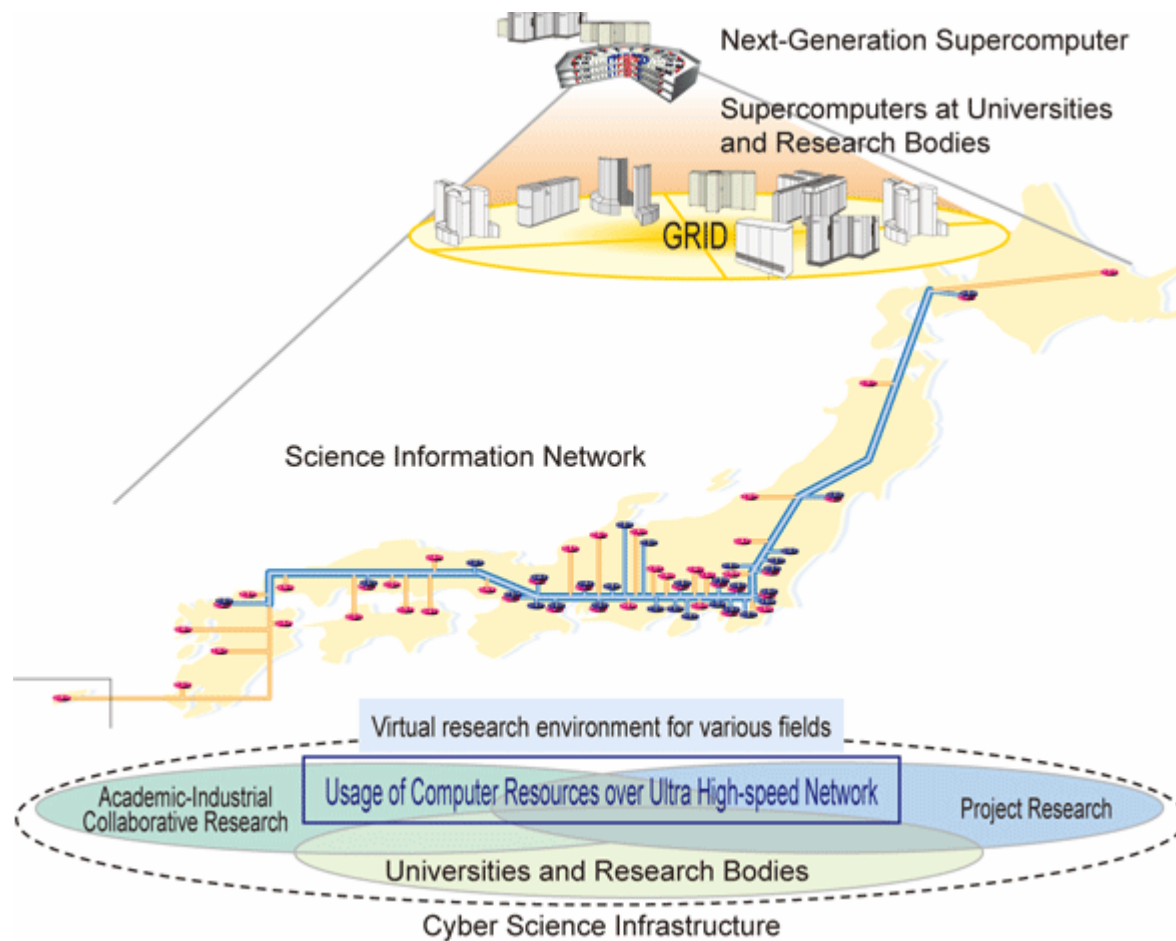 Next-Generation Supercomputer
Supercomputers at Universities
and Research Bodies
GRID
Science Information Network
Virtual research environment for various fields
Usage of Computer Resources over Ultra High-speed Network
Academic-Industrial
Collaborative Research
Project Research
Universities and Research Bodies
Cyber Science Infrastructure